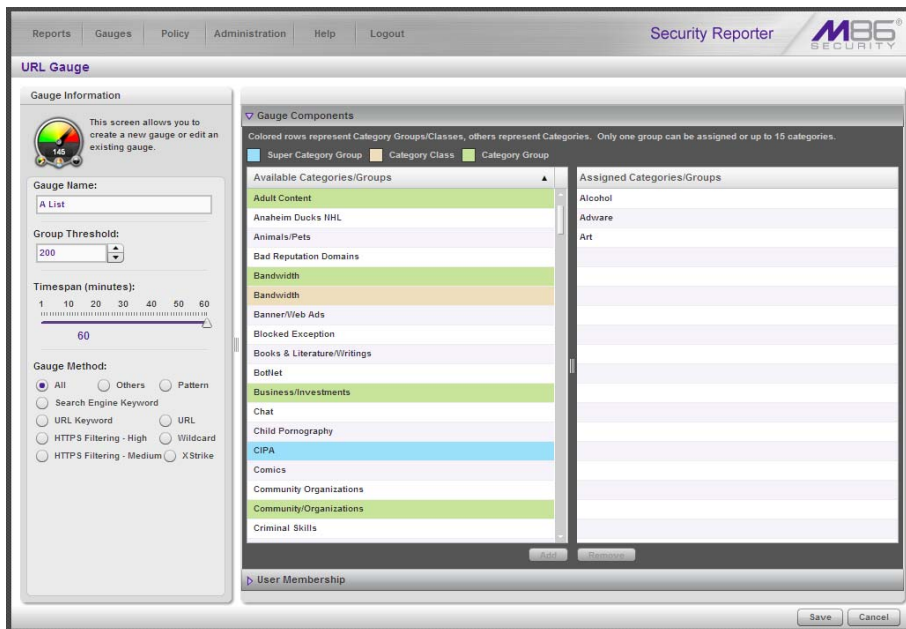 Reports Gauges Policy Administration Help Logout
Security Reporter
M86®
SECURITY
URL Gauge
Gauge Information
145
This screen allows you to
create a new gauge or edit an
existing gauge.
Gauge Name:
A List
Group Threshold:
200
Timespan (minutes):
1 10 20 30 40 50 60
60
Gauge Method:
All Others Pattern
Search Engine Keyword
URL Keyword URL
HTTPS Filtering - High Wildcard
HTTPS Filtering - Medium XStrike
Gauge Components
Colored rows represent Category Groups/Classes, others represent Categories. Only one group can be assigned or up to 15 categories.
Super Category Group Category Class Category Group
Available Categories/Groups
Adult Content
Anaheim Ducks NHL
Animals/Pets
Bad Reputation Domains
Bandwidth
Bandwidth
Banner/Web Ads
Blocked Exception
Books & Literature/Writings
BotNet
Business/Investments
Chat
Child Pornography
CIPA
Comics
Community Organizations
Community/Organizations
Criminal Skills
Add
Assigned Categories/Groups
Alcohol
Adware
Art
Remove
User Membership
Save Cancel